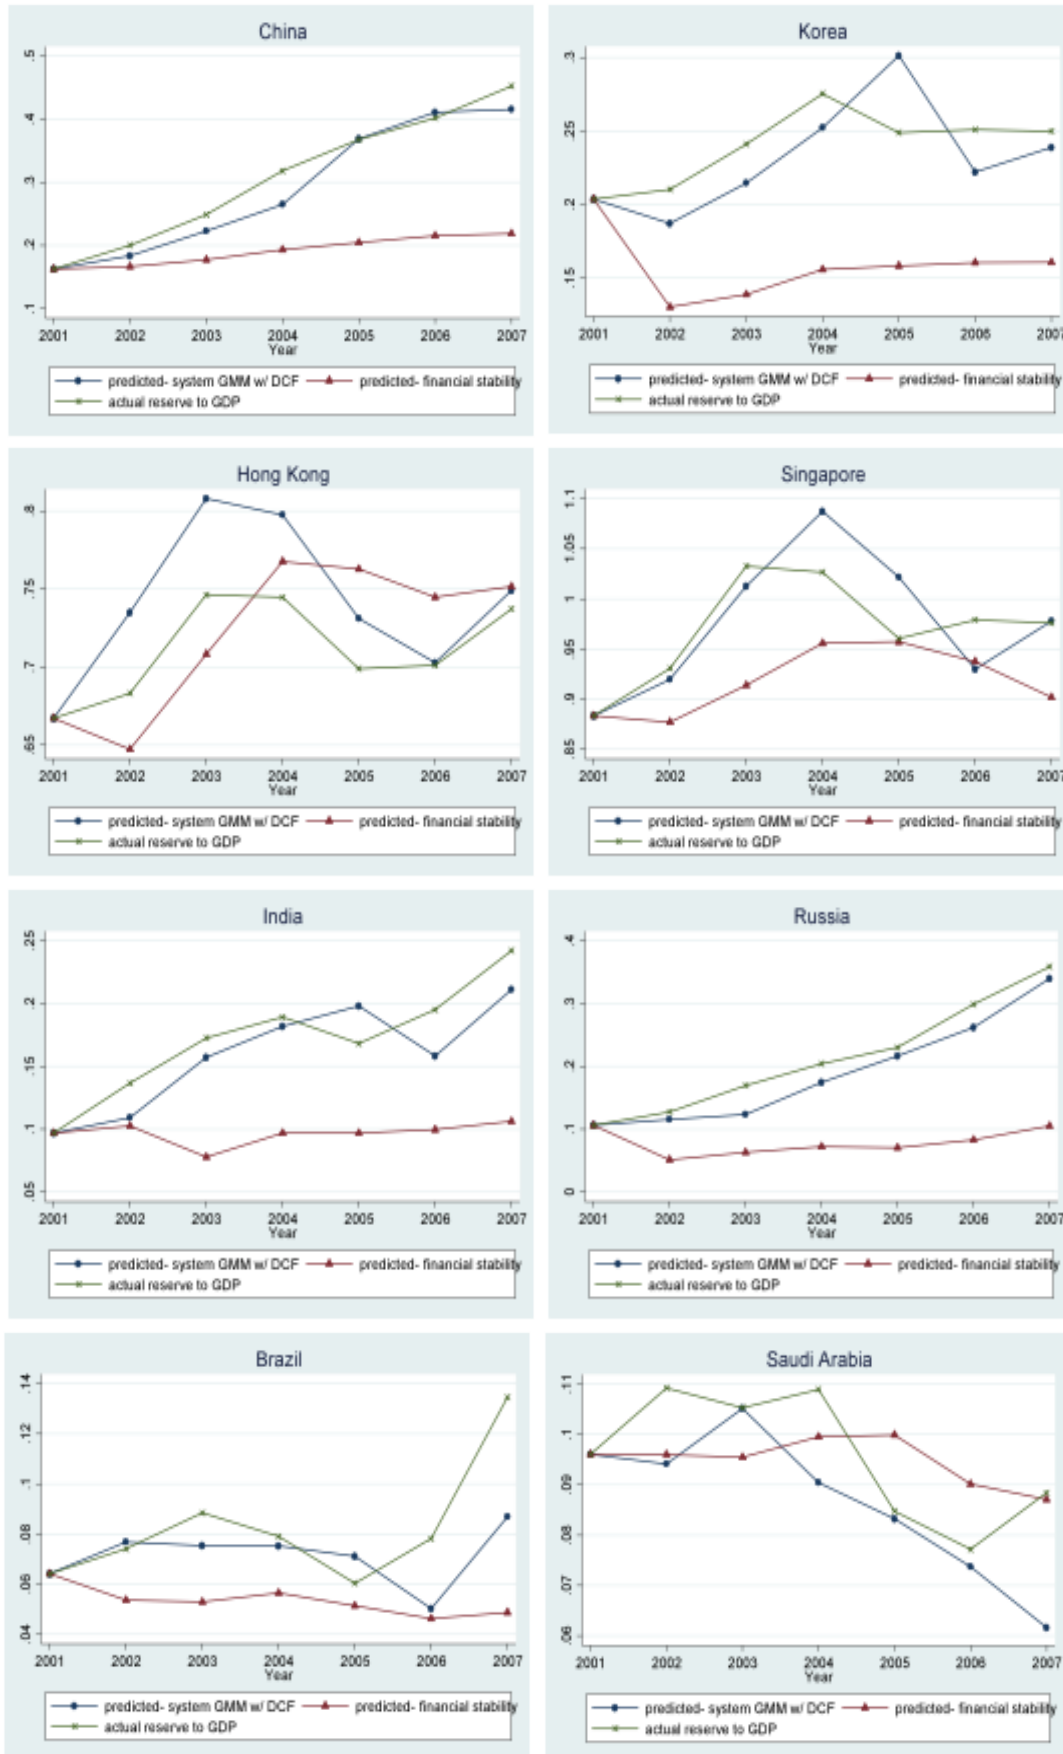 China
.5
.4
.3
.2
.1
2001 2002 2003 2004 2005 2006 2007
Year
predicted- system GMM w/ DCF predicted- financial stability
actual reserve to GDP
Korea
.3
.25
.2
.15
2001 2002 2003 2004 2005 2006 2007
Year
predicted- system GMM w/ DCF predicted- financial stability
actual reserve to GDP
Hong Kong
.8
.75
.7
.65
2001 2002 2003 2004 2005 2006 2007
Year
predicted- system GMM w/ DCF predicted- financial stability
actual reserve to GDP
Singapore
1.1
1.05
1
.95
.9
.85
2001 2002 2003 2004 2005 2006 2007
Year
predicted- system GMM w/ DCF predicted- financial stability
actual reserve to GDP
India
.25
.2
.15
.1
.05
2001 2002 2003 2004 2005 2006 2007
Year
predicted- system GMM w/ DCF predicted- financial stability
actual reserve to GDP
Russia
.4
.3
.2
.1
0
2001 2002 2003 2004 2005 2006 2007
Year
predicted- system GMM w/ DCF predicted- financial stability
actual reserve to GDP
Brazil
.14
.12
.1
.08
.06
.04
2001 2002 2003 2004 2005 2006 2007
Year
predicted- system GMM w/ DCF predicted- financial stability
actual reserve to GDP
Saudi Arabia
.11
.1
.09
.08
.07
.06
2001 2002 2003 2004 2005 2006 2007
Year
predicted- system GMM w/ DCF predicted- financial stability
actual reserve to GDP